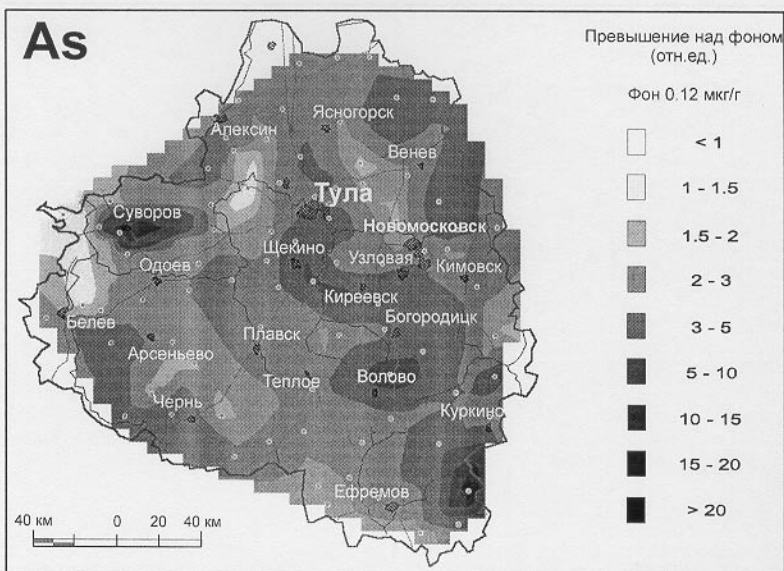 As
Превышение над фоном
(отн.ед.)
Фон 0.12 мкг/г
< 1
1 - 1.5
1.5 - 2
2 - 3
3 - 5
5 - 10
10 - 15
15 - 20
> 20
Ясногорск
Алексин
Венев
Тула
Суворов
Новомосковск
Щекино
Узловая
Одоев
Кимовск
Киреевск
Белев
Богородицк
Плавск
Арсеньево
Теплое
Волово
Чернь
Куркино
Ефремов
40 км 0 20 40 км